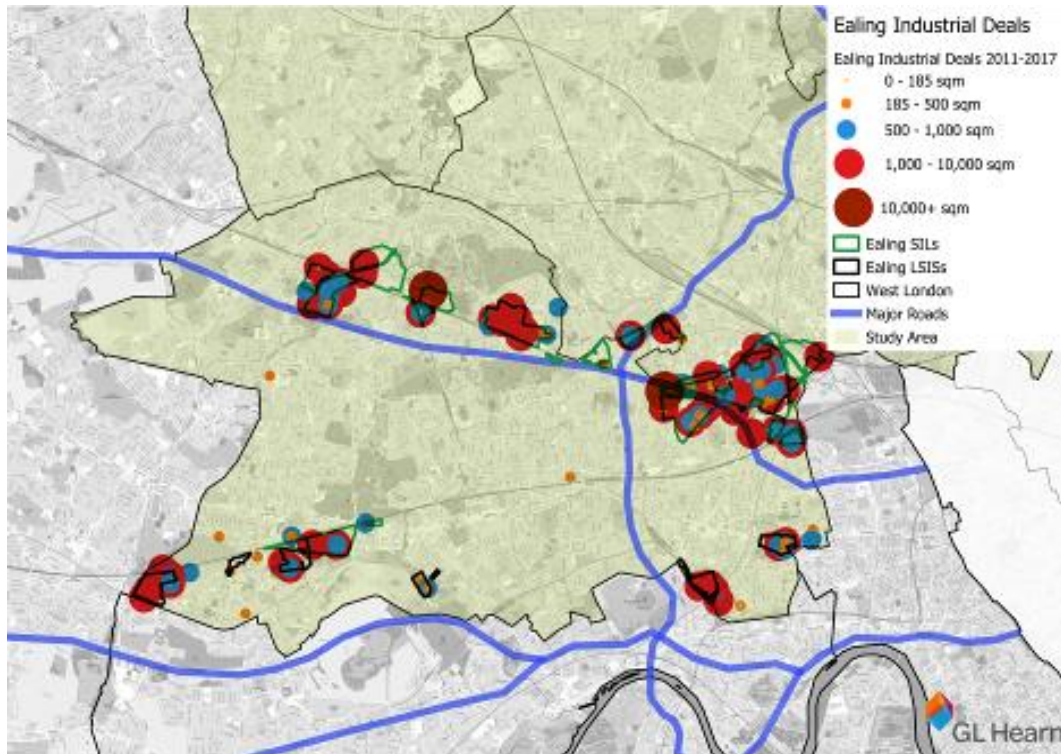 Ealing Industrial Deals
Ealing Industrial Deals 2011-2017
0 - 185 sqm
185 - 500 sqm
500 - 1,000 sqm
1,000 - 10,000 sqm
10,000+ sqm
Ealing SILs
Ealing LSISs
West London
Major Roads
Study Area
GL Hearn